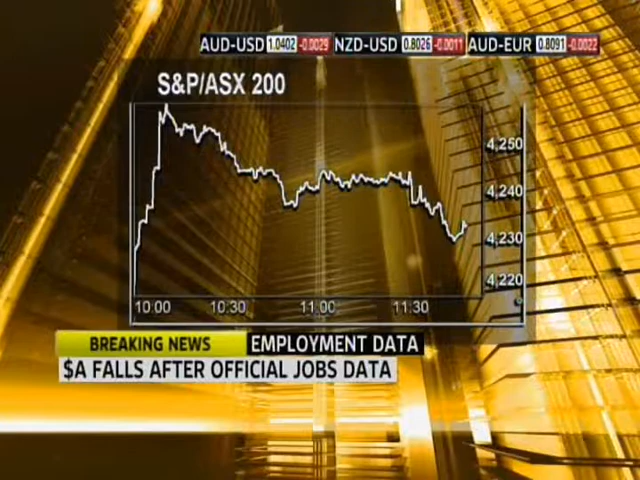 AUD-USD 1.0402 -0.0029 NZD-USD 0.8026 -0.0011 AUD-EUR 0.8091 -0.0022
S&P/ASX 200
4,250
4,240
4,230
4,220
10:00 10:30 11:00 11:30
BREAKING NEWS EMPLOYMENT DATA
$A FALLS AFTER OFFICIAL JOBS DATA